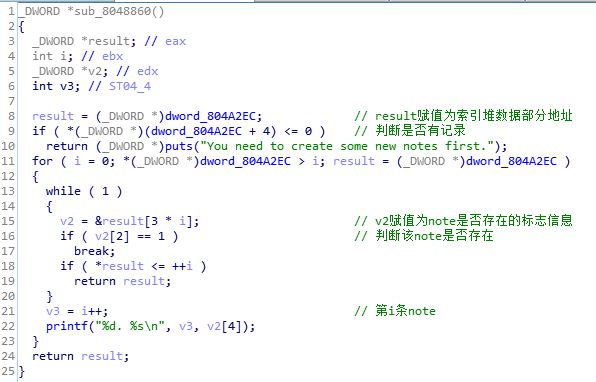 1 _DWORD *sub_8048860()
2 {
3 _DWORD *result; // eax
4 int i; // ebx
5 _DWORD *v2; // edx
6 int v3; // ST04_4
7
8 result = (_DWORD *)dword_804A2EC; // result赋值为索引堆数据部分地址
9 if ( *(_DWORD *)(dword_804A2EC + 4) <= 0 ) // 判断是否有记录
10 return (_DWORD *)puts("You need to create some new notes first.");
11 for ( i = 0; *(_DWORD *)dword_804A2EC > i; result = (_DWORD *)dword_804A2EC )
12 {
13 while ( 1 )
14 {
15 v2 = &result[3 * i]; // v2赋值为note是否存在的标志信息
16 if ( v2[2] == 1 ) // 判断该note是否存在
17 break;
18 if ( *result <= ++i )
19 return result;
20 }
21 v3 = i++; // 第i条note
22 printf("%d. %s\n", v3, v2[4]);
23 }
24 return result;
25 }